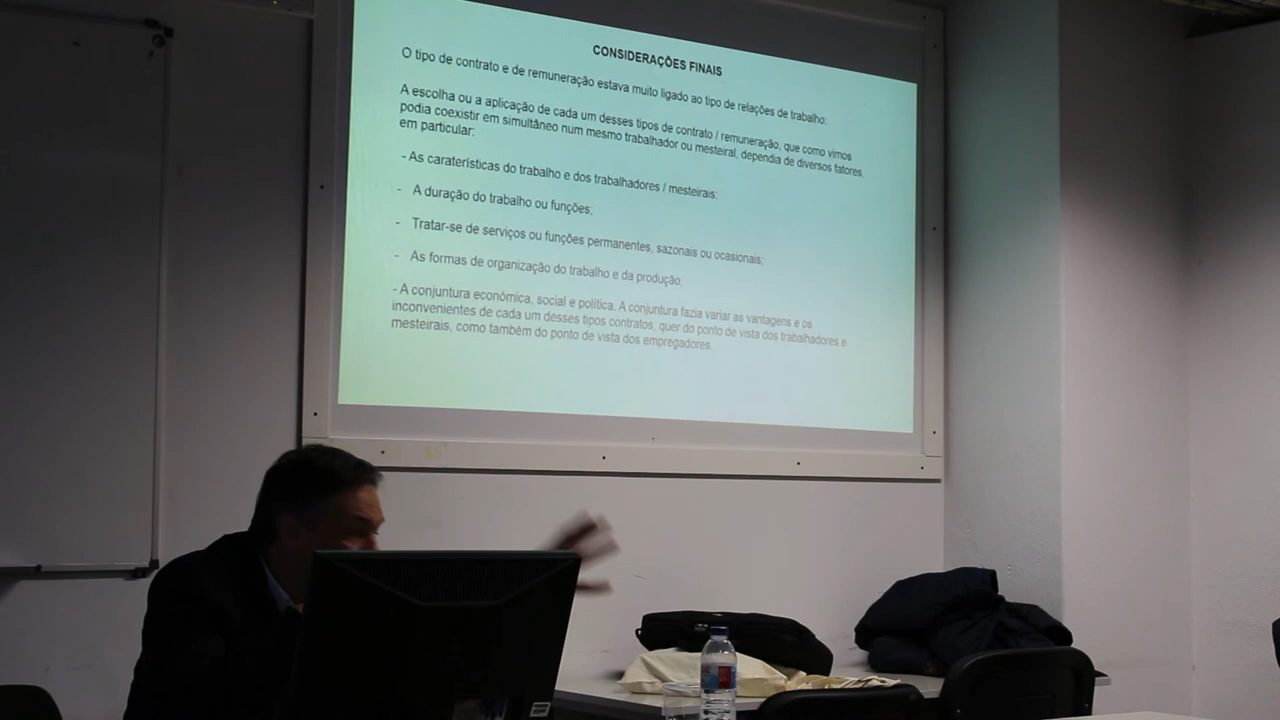 CONSIDERAÇÕES FINAIS
O tipo de contrato e de remuneração estava muito ligado ao tipo de relações de trabalho;
A escolha ou a aplicação de cada um desses tipos de contrato / remuneração, que como vimos
podia coexistir em simultâneo num mesmo trabalhador ou mesteiral, dependia de diversos fatores,
em particular:
- As caraterísticas do trabalho e dos trabalhadores / mesteirais;
- A duração do trabalho ou funções;
- Tratar-se de serviços ou funções permanentes, sazonais ou ocasionais;
- As formas de organização do trabalho e da produção;
- A conjuntura económica, social e política. A conjuntura fazia variar as vantagens e os
inconvenientes de cada um desses tipos contratos, quer do ponto de vista dos trabalhadores e
mesteirais, como também do ponto de vista dos empregadores.